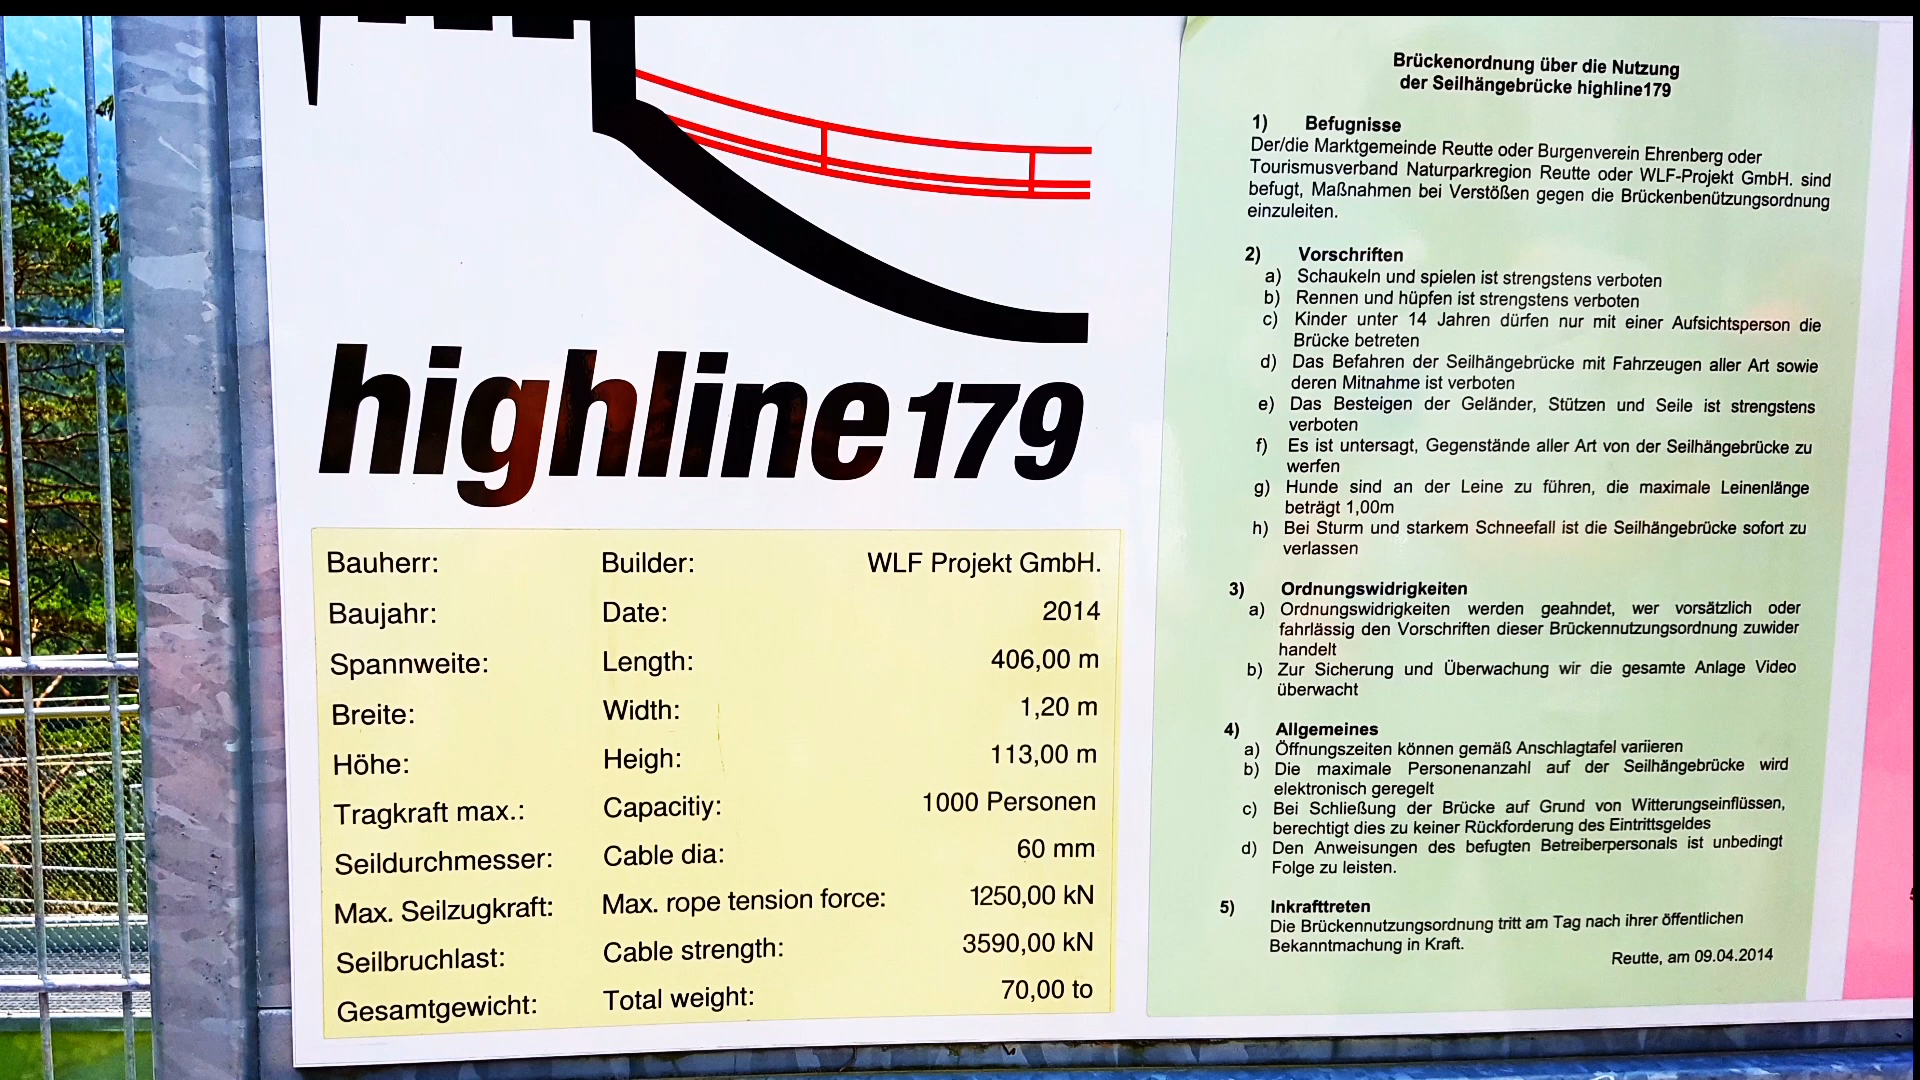 highline179
Bauherr: Builder: WLF Projekt GmbH.
Baujahr: Date: 2014
Spannweite: Length: 406,00 m
Breite: Width: 1,20 m
Höhe: Heigh: 113,00 m
Tragkraft max.: Capacitiy: 1000 Personen
Seildurchmesser: Cable dia: 60 mm
Max. Seilzugkraft: Max. rope tension force: 1250,00 kN
Seilbruchlast: Cable strength: 3590,00 kN
Gesamtgewicht: Total weight: 70,00 to
Brückenordnung über die Nutzung
der Seilhängebrücke highline179
1) Befugnisse
Der/die Marktgemeinde Reutte oder Burgenverein Ehrenberg oder
Tourismusverband Naturparkregion Reutte oder WLF-Projekt GmbH. sind
befugt, Maßnahmen bei Verstößen gegen die Brückenbenützungsordnung
einzuleiten.
2) Vorschriften
a) Schaukeln und spielen ist strengstens verboten
b) Rennen und hüpfen ist strengstens verboten
c) Kinder unter 14 Jahren dürfen nur mit einer Aufsichtsperson die
Brücke betreten
d) Das Befahren der Seilhängebrücke mit Fahrzeugen aller Art sowie
deren Mitnahme ist verboten
e) Das Besteigen der Geländer, Stützen und Seile ist strengstens
verboten
f) Es ist untersagt, Gegenstände aller Art von der Seilhängebrücke zu
werfen
g) Hunde sind an der Leine zu führen, die maximale Leinenlänge
beträgt 1,00m
h) Bei Sturm und starkem Schneefall ist die Seilhängebrücke sofort zu
verlassen
3) Ordnungswidrigkeiten
a) Ordnungswidrigkeiten werden geahndet, wer vorsätzlich oder
fahrlässig den Vorschriften dieser Brückennutzungsordnung zuwider
handelt
b) Zur Sicherung und Überwachung wir die gesamte Anlage Video
überwacht
4) Allgemeines
a) Öffnungszeiten können gemäß Anschlagtafel variieren
b) Die maximale Personenanzahl auf der Seilhängebrücke wird
elektronisch geregelt
c) Bei Schließung der Brücke auf Grund von Witterungseinflüssen,
berechtigt dies zu keiner Rückforderung des Eintrittsgeldes
d) Den Anweisungen des befugten Betreiberpersonals ist unbedingt
Folge zu leisten.
5) Inkrafttreten
Die Brückennutzungsordnung tritt am Tag nach ihrer öffentlichen
Bekanntmachung in Kraft.
Reutte, am 09.04.2014